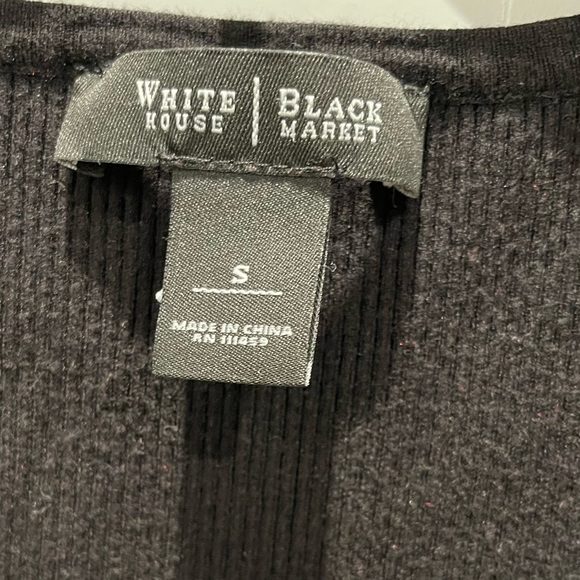 WHITE HOUSE | BLACK MARKET
S
MADE IN CHINA
RN 111459